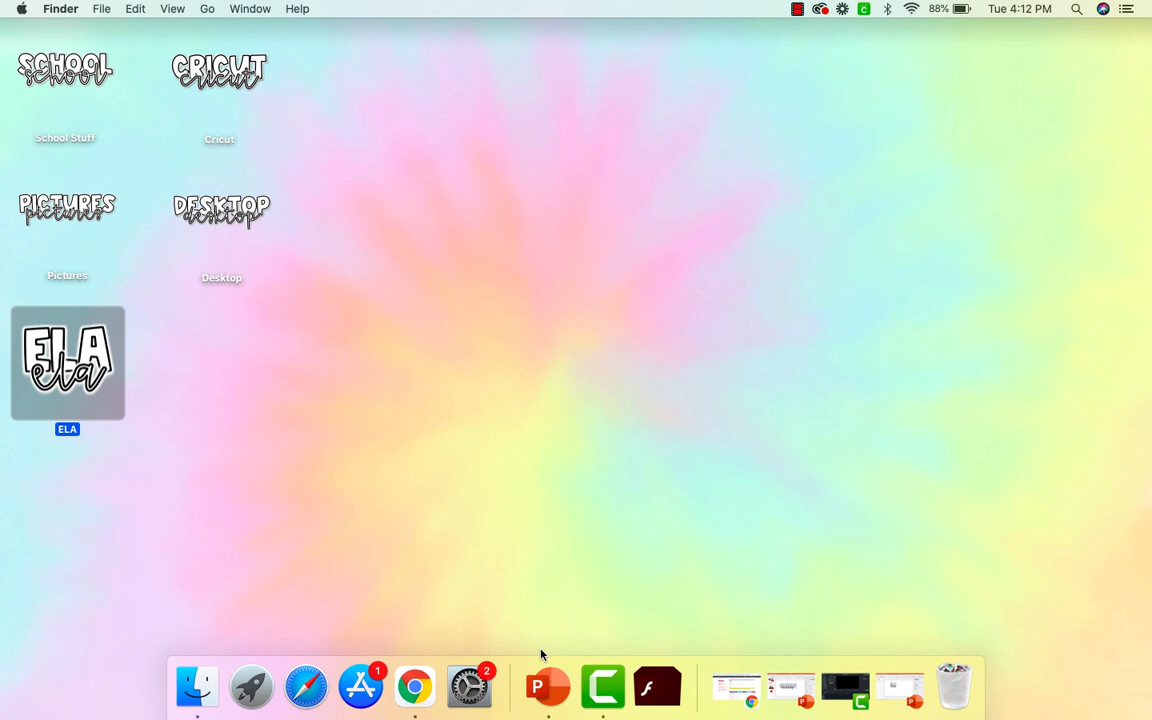 Finder File Edit View Go Window Help 88% Tue 4:12 PM
SCHOOL CRICUT
school cricut
School Stuff Cricut
PICTURES DESKTOP
pictures desktop
Pictures Desktop
ELA
ela
ELA
1 2
P C